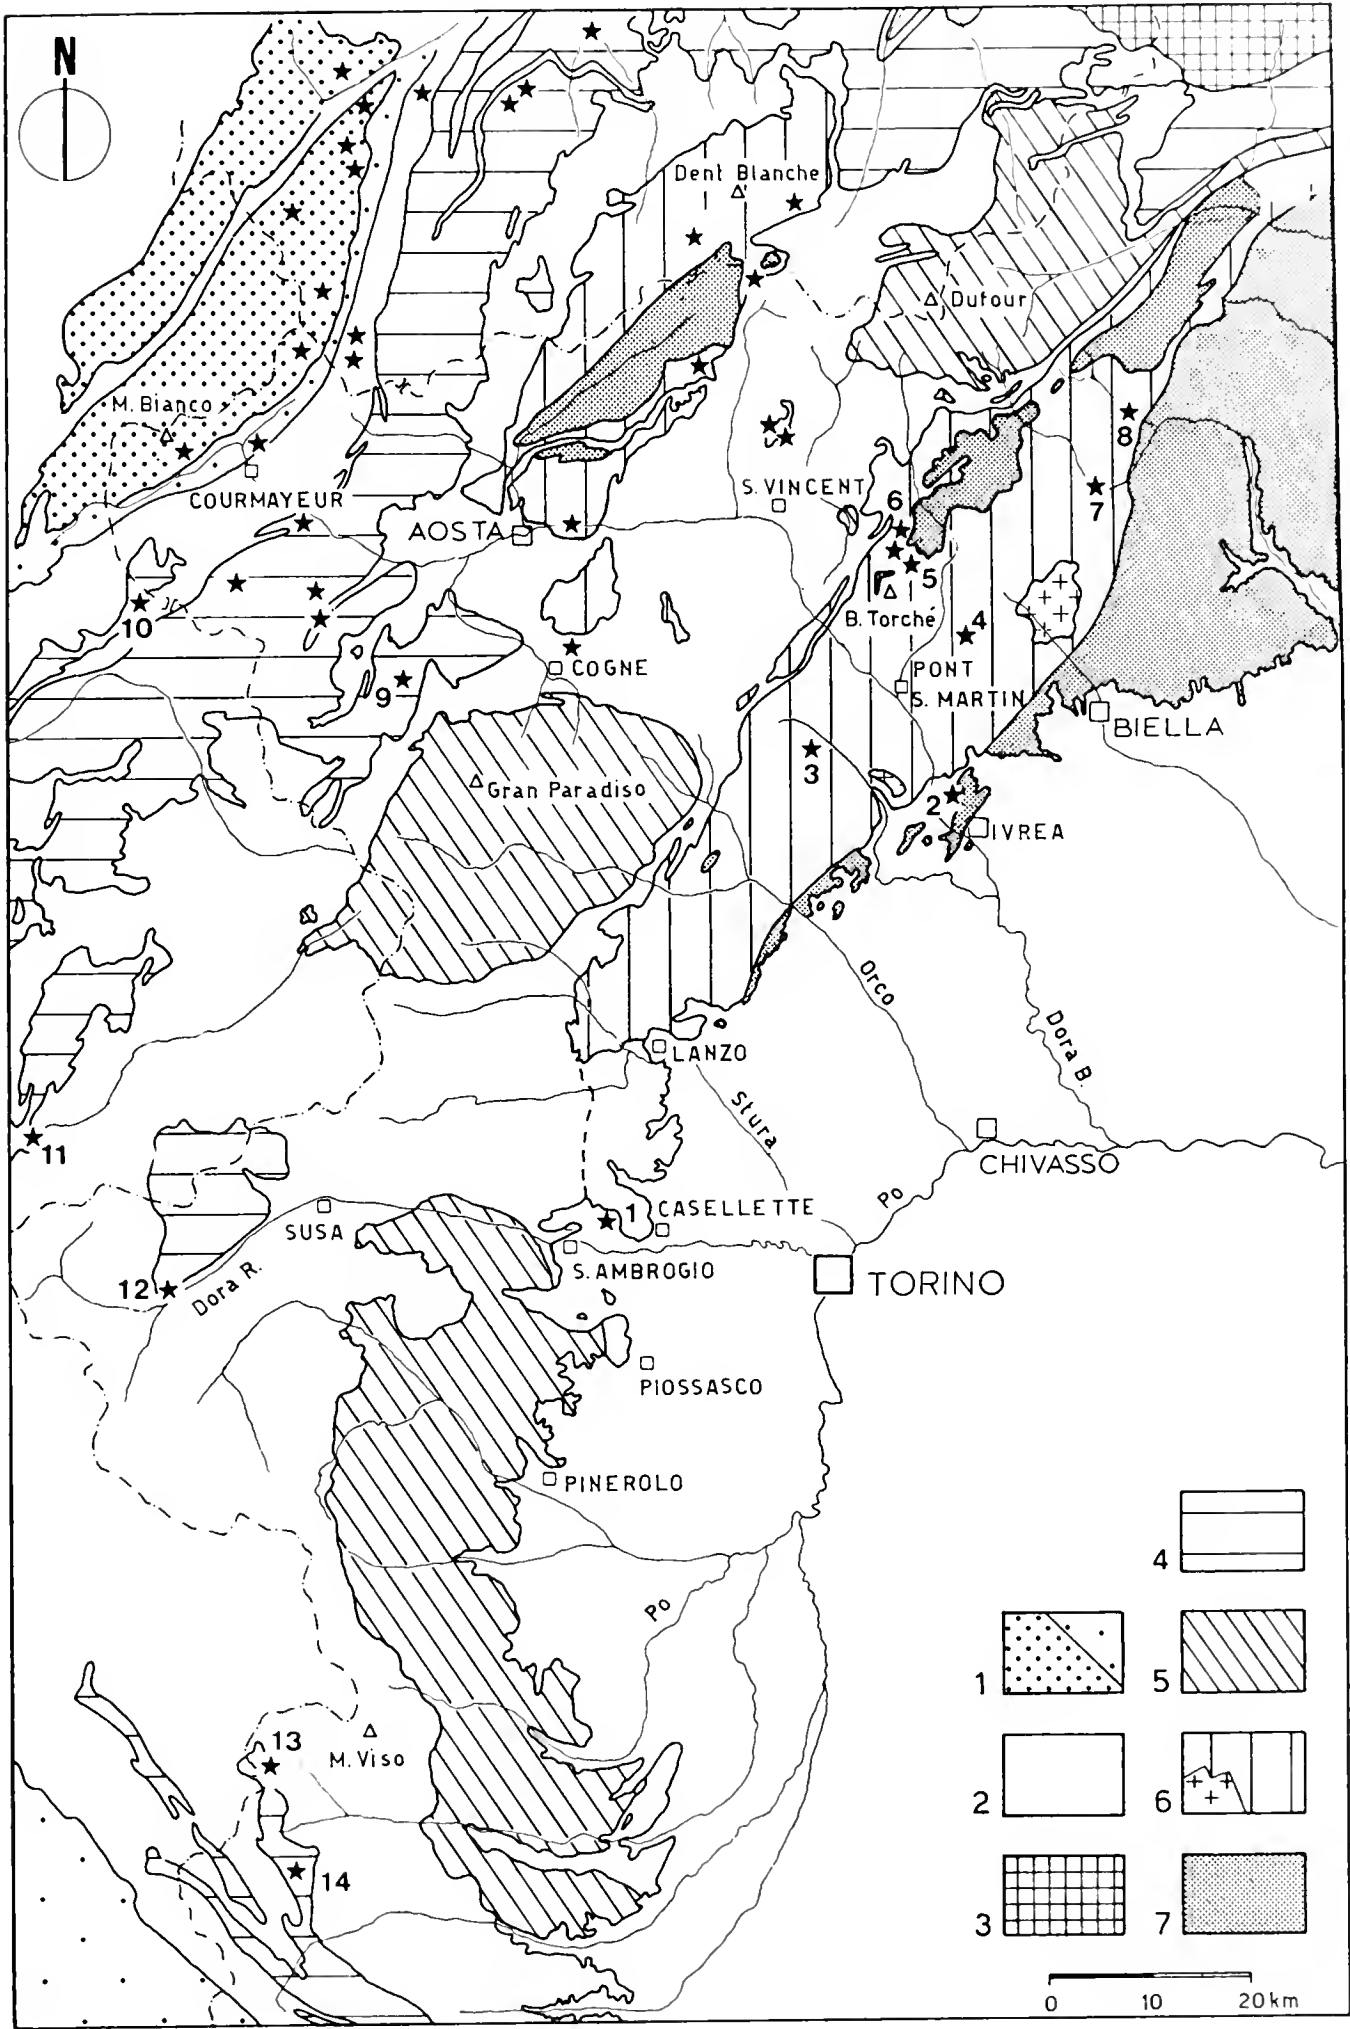 N
Dent Blanche
Dufour
M. Bianco
8
COURMAYEUR
S. VINCENT
6
7
AOSTA
5
B. Torché
10
4
COGNE
PONT
S. MARTIN
9
BIELLA
3
Gran Paradiso
2
IVREA
Orco
Dora B.
LANZO
Stura
11
CHIVASSO
Po
1
CASELLETTE
SUSA
S. AMBROGIO
12
Dora R.
TORINO
PIOSSASCO
PINEROLO
4
Po
1
5
13
M. Viso
2
6
14
3
7
0 10 20 km